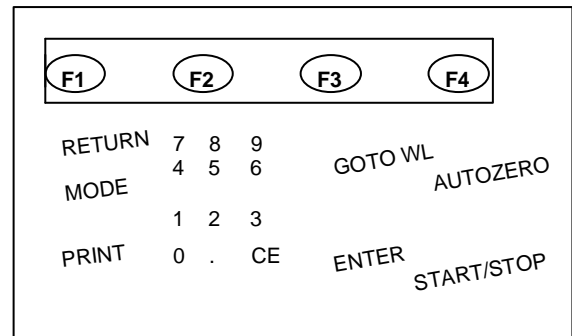 F1 F2 F3 F4
RETURN 7 8 9
4 5 6 GOTO WL
MODE AUTOZERO
1 2 3
PRINT 0 . CE ENTER
START/STOP